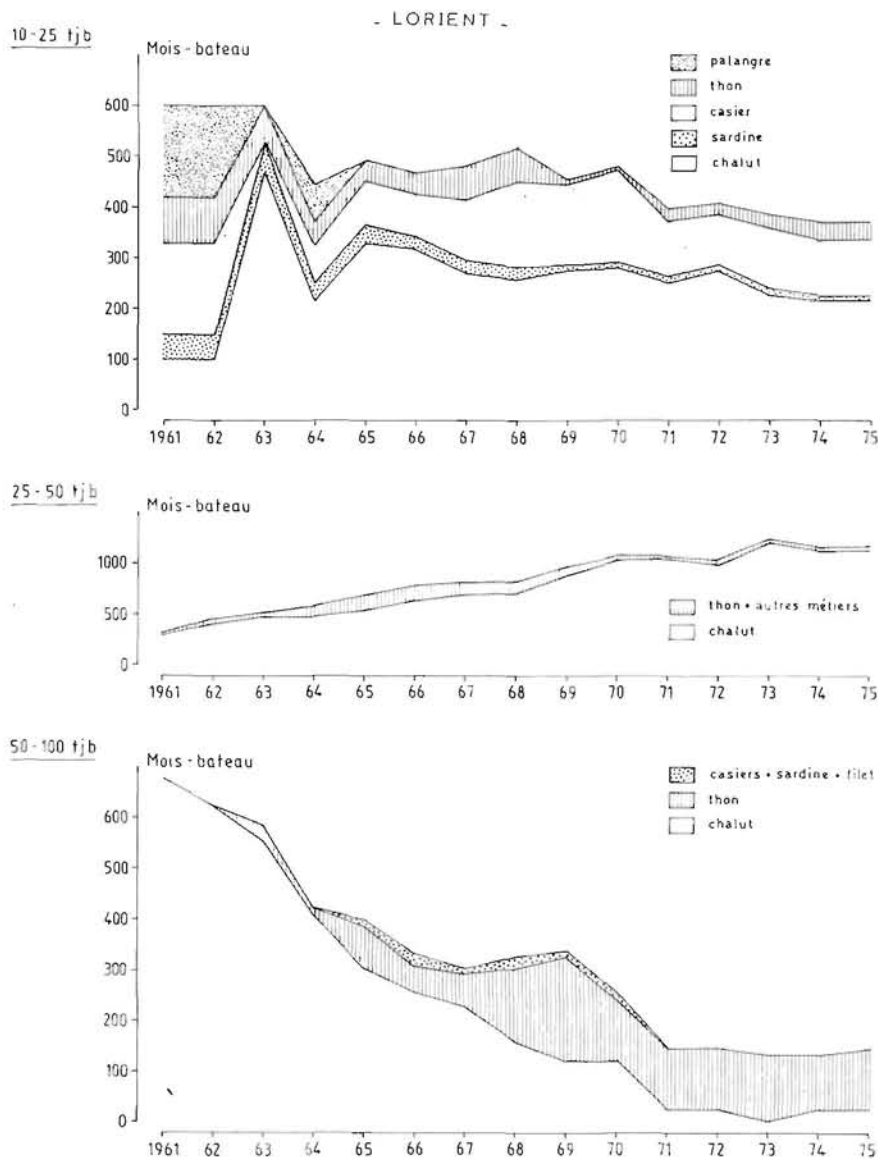 - LORIENT -
10-25 tjb
Mois-bateau
palangre
thon
casier
sardine
chalut
600
500
400
300
200
100
0
1961 62 63 64 65 66 67 68 69 70 71 72 73 74 75
25-50 tjb
Mois-bateau
1000
500
0
thon + autres métiers
chalut
1961 62 63 64 65 66 67 68 69 70 71 72 73 74 75
50-100 tjb
Mois-bateau
casiers + sardine + filet
thon
chalut
600
500
400
300
200
100
0
1961 62 63 64 65 66 67 68 69 70 71 72 73 74 75